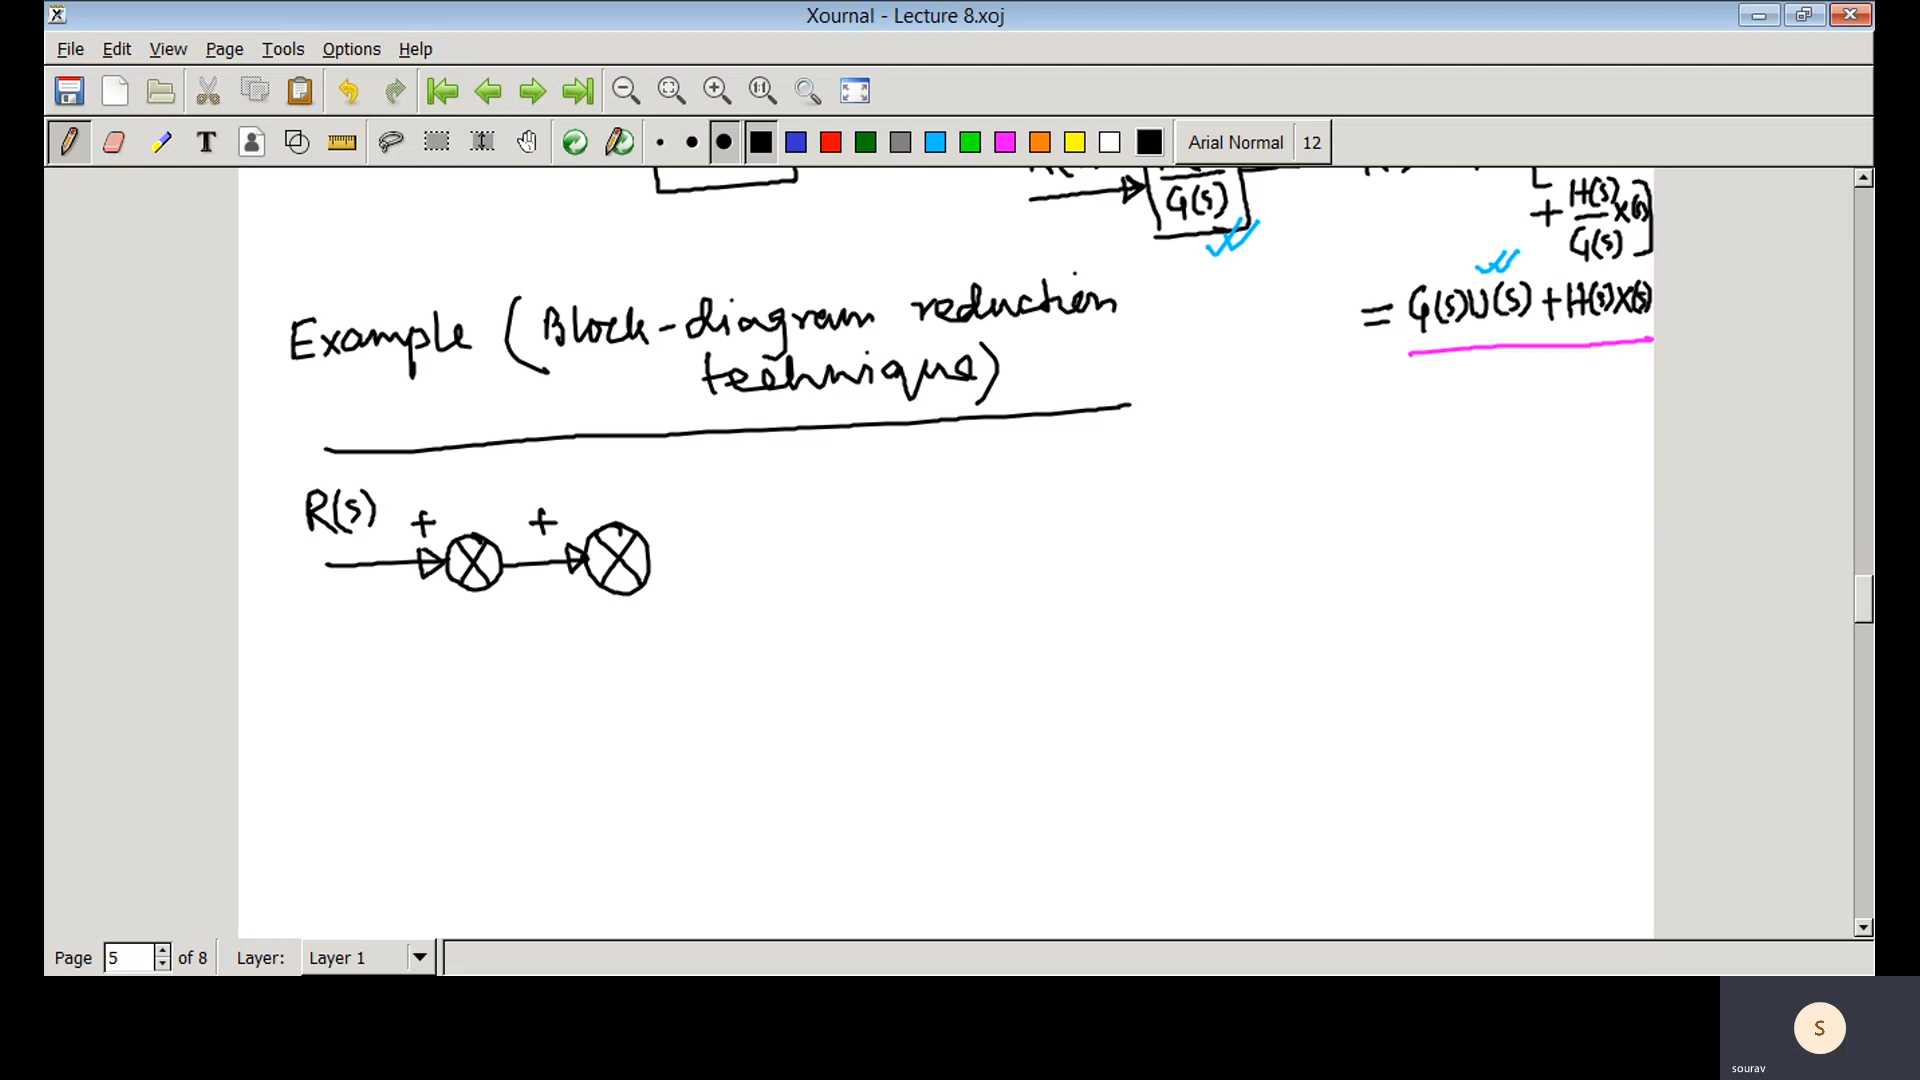 Xournal - Lecture 8.xoj
File Edit View Page Tools Options Help
Arial Normal 12
G(s)
+ H(s)/G(s) X(s)]
= G(s)U(s) + H(s)X(s)
Example (Block-diagram reduction
technique)
R(s) + +
Page 5 of 8 Layer: Layer 1
S
sourav